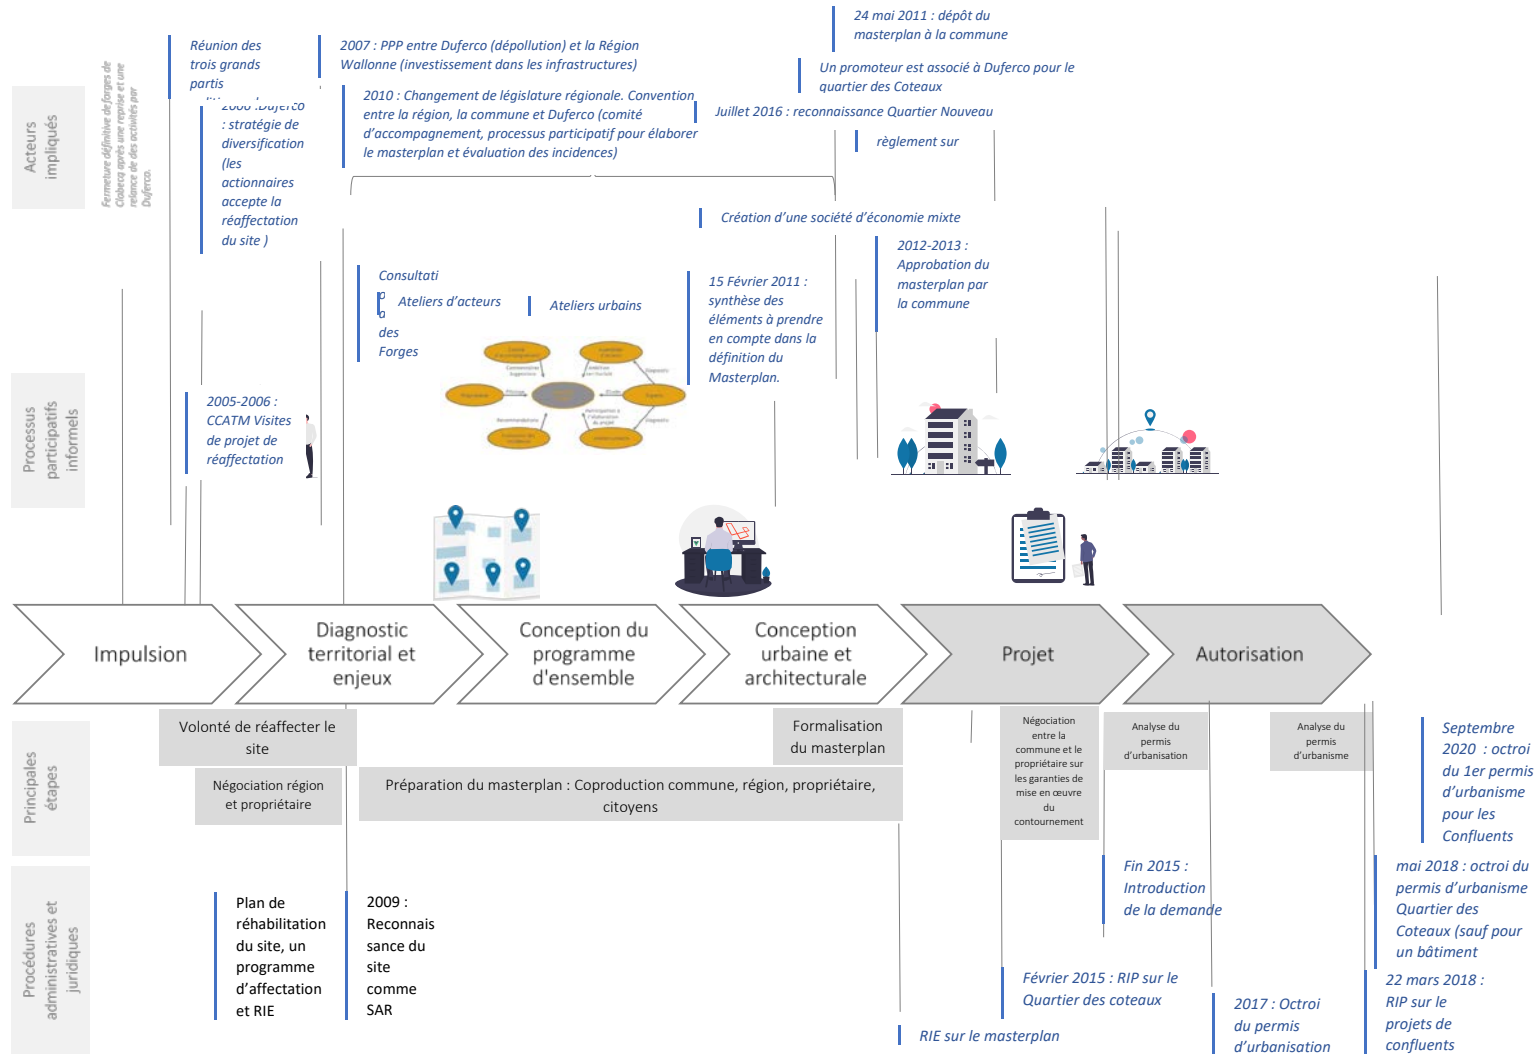 Acteurs
impliqués
Fermeture définitive de forges de
Clabecq après une reprise et une
relance de des activités par
Duferco.
Réunion des
trois grands
partis
2006 :Duferco
: stratégie de
diversification
(les
actionnaires
accepte la
réaffectation
du site )
2007 : PPP entre Duferco (dépollution) et la Région
Wallonne (investissement dans les infrastructures)
2010 : Changement de législature régionale. Convention
entre la région, la commune et Duferco (comité
d’accompagnement, processus participatif pour élaborer
le masterplan et évaluation des incidences)
24 mai 2011 : dépôt du
masterplan à la commune
Un promoteur est associé à Duferco pour le
quartier des Coteaux
Juillet 2016 : reconnaissance Quartier Nouveau
règlement sur
Création d’une société d’économie mixte
2012-2013 :
Approbation du
masterplan par
la commune
Processus
participatifs
informels
2005-2006 :
CCATM Visites
de projet de
réaffectation
Consultati
des
Forges
Ateliers d’acteurs
Ateliers urbains
15 Février 2011 :
synthèse des
éléments à prendre
en compte dans la
définition du
Masterplan.
Impulsion
Diagnostic
territorial et
enjeux
Conception du
programme
d'ensemble
Conception
urbaine et
architecturale
Projet
Autorisation
Principales
étapes
Volonté de réaffecter le
site
Négociation région
et propriétaire
Préparation du masterplan : Coproduction commune, région, propriétaire,
citoyens
Formalisation
du masterplan
Négociation
entre la
commune et le
propriétaire sur
les garanties de
mise en œuvre
du
contournement
Analyse du
permis
d’urbanisation
Analyse du
permis
d’urbanisme
Septembre
2020 : octroi
du 1er permis
d’urbanisme
pour les
Confluents
Procédures
administratives et
juridiques
Plan de
réhabilitation
du site, un
programme
d’affectation
et RIE
2009 :
Reconnais
sance du
site
comme
SAR
RIE sur le masterplan
Février 2015 : RIP sur le
Quartier des coteaux
Fin 2015 :
Introduction
de la demande
2017 : Octroi
du permis
d’urbanisation
mai 2018 : octroi du
permis d’urbanisme
Quartier des
Coteaux (sauf pour
un bâtiment
22 mars 2018 :
RIP sur le
projets de
confluents